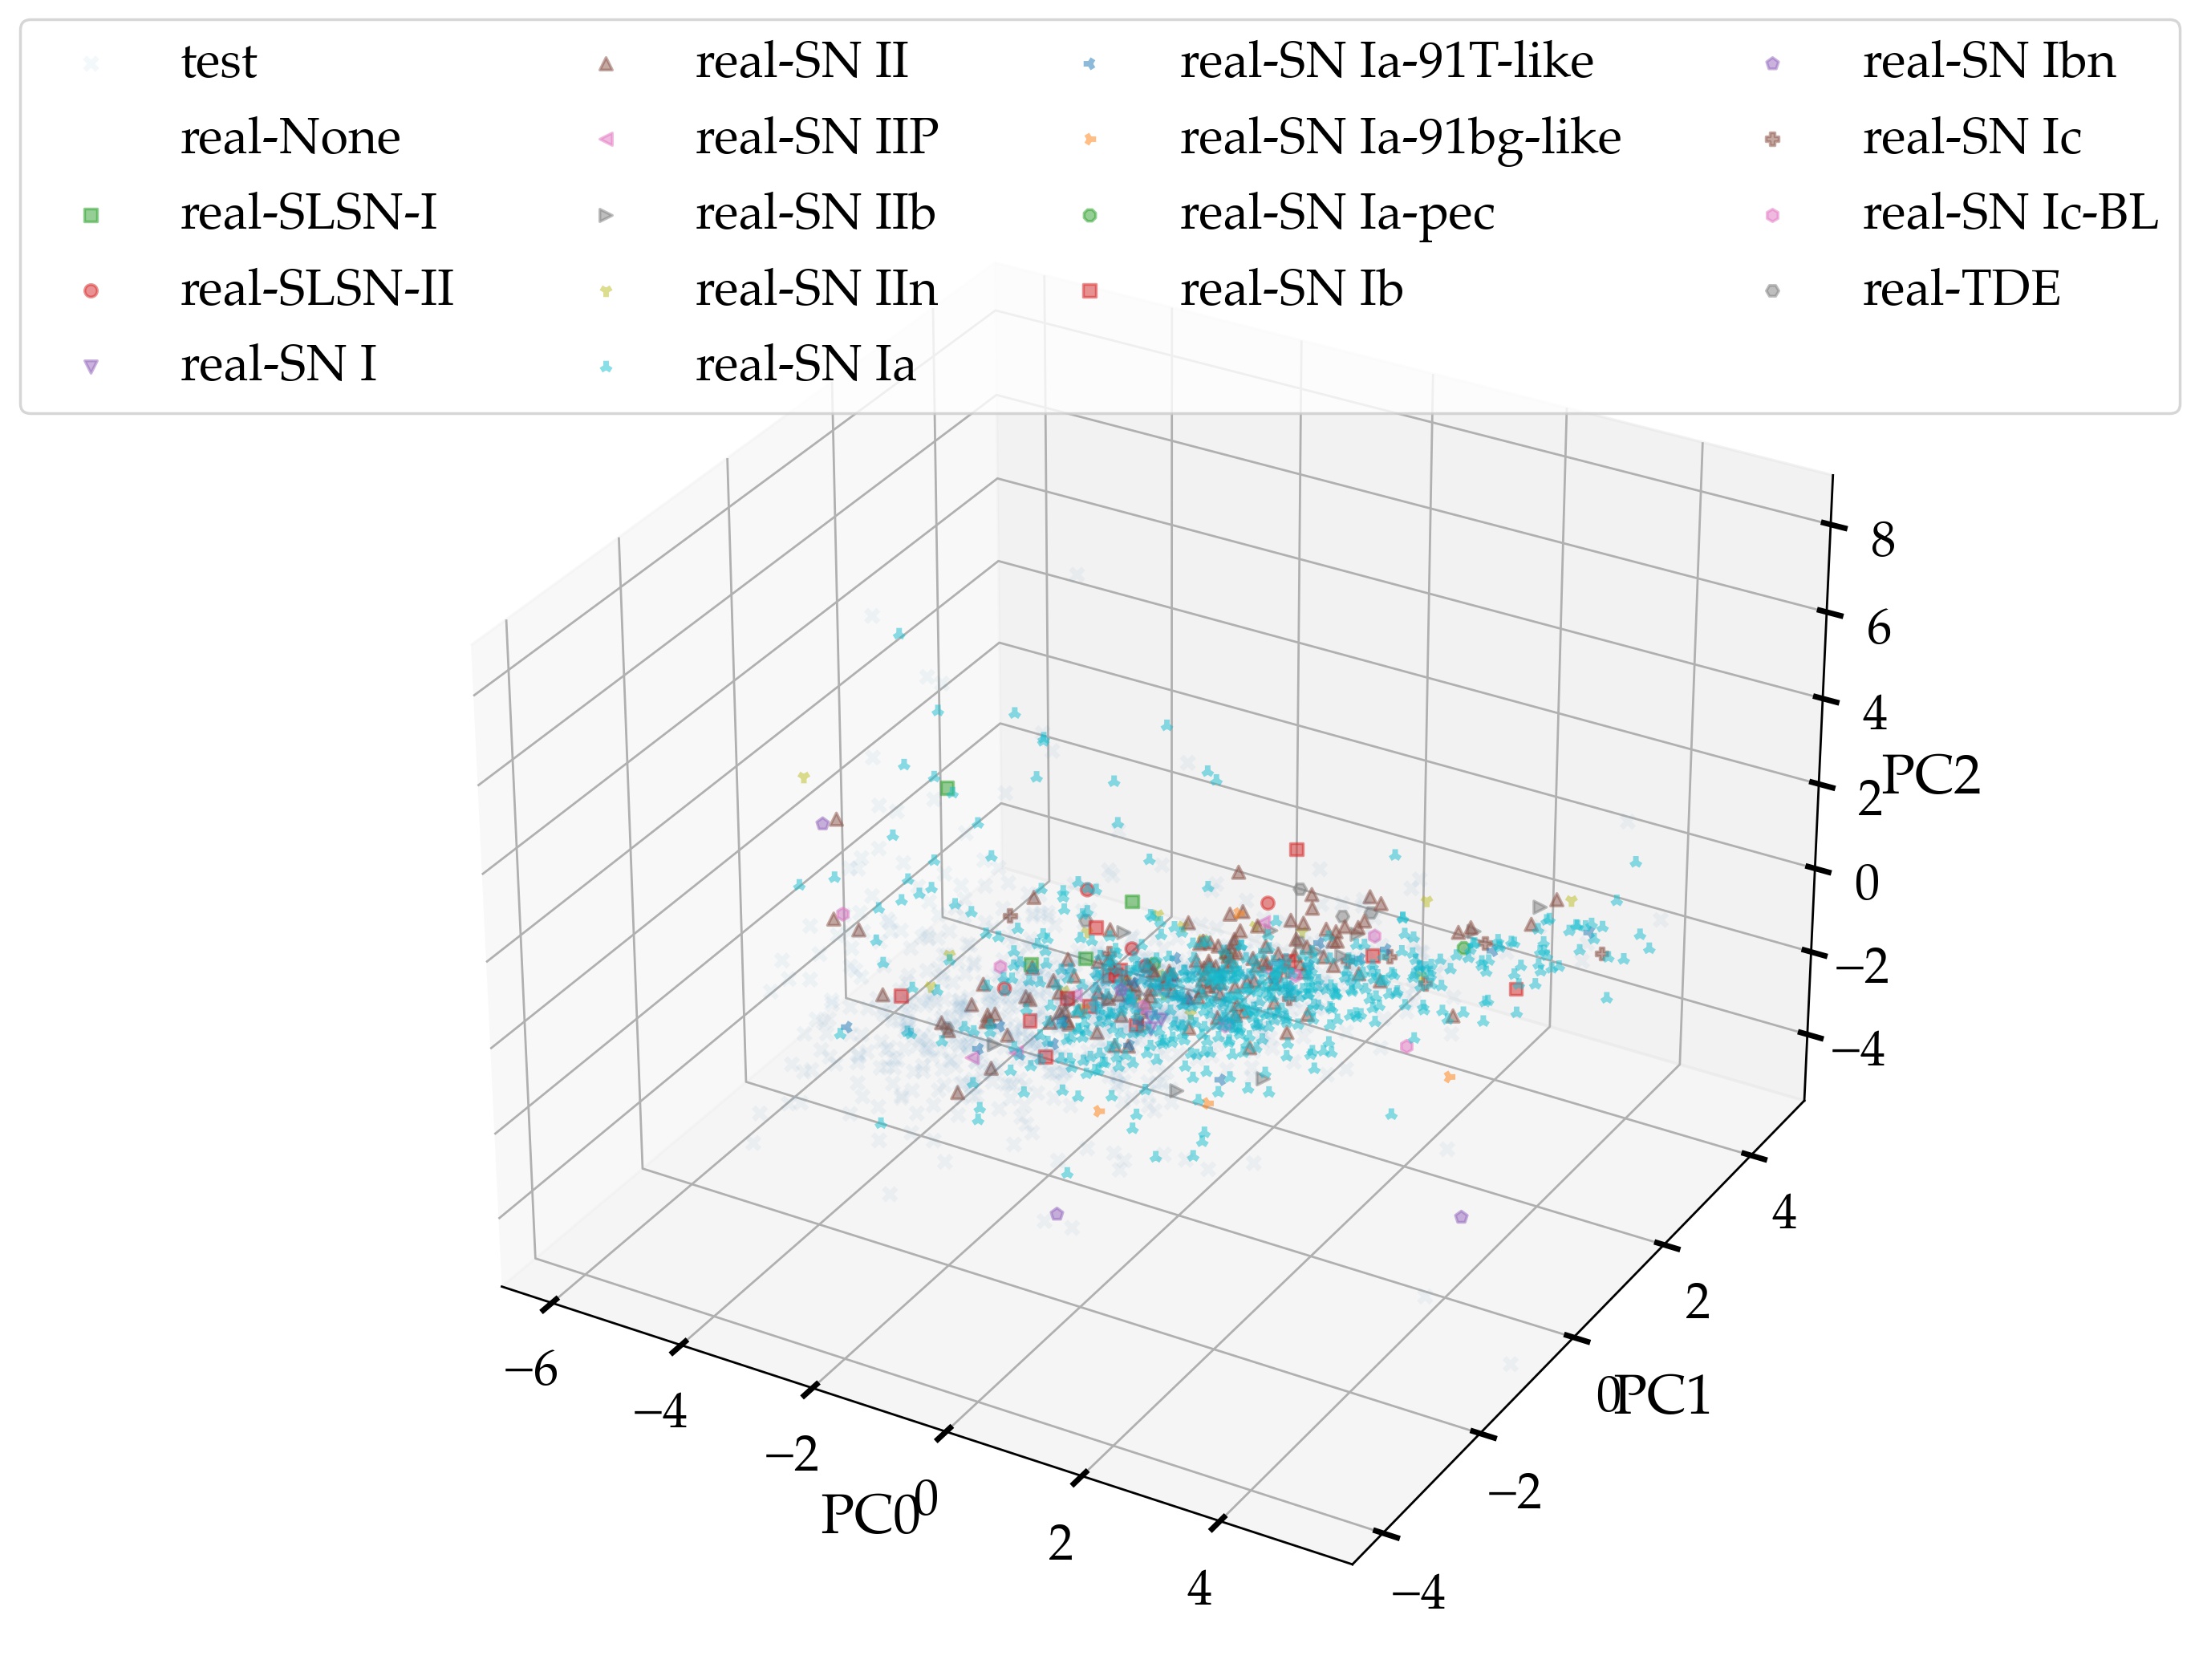 test
real-None
real-SLSN-I
real-SLSN-II
real-SN I
real-SN II
real-SN IIP
real-SN IIb
real-SN IIn
real-SN Ia
real-SN Ia-91T-like
real-SN Ia-91bg-like
real-SN Ia-pec
real-SN Ib
real-SN Ibn
real-SN Ic
real-SN Ic-BL
real-TDE
8
6
4
2
0
−2
−4
PC2
4
2
0
−2
−4
PC1
−6
−4
−2
0
2
4
PC0